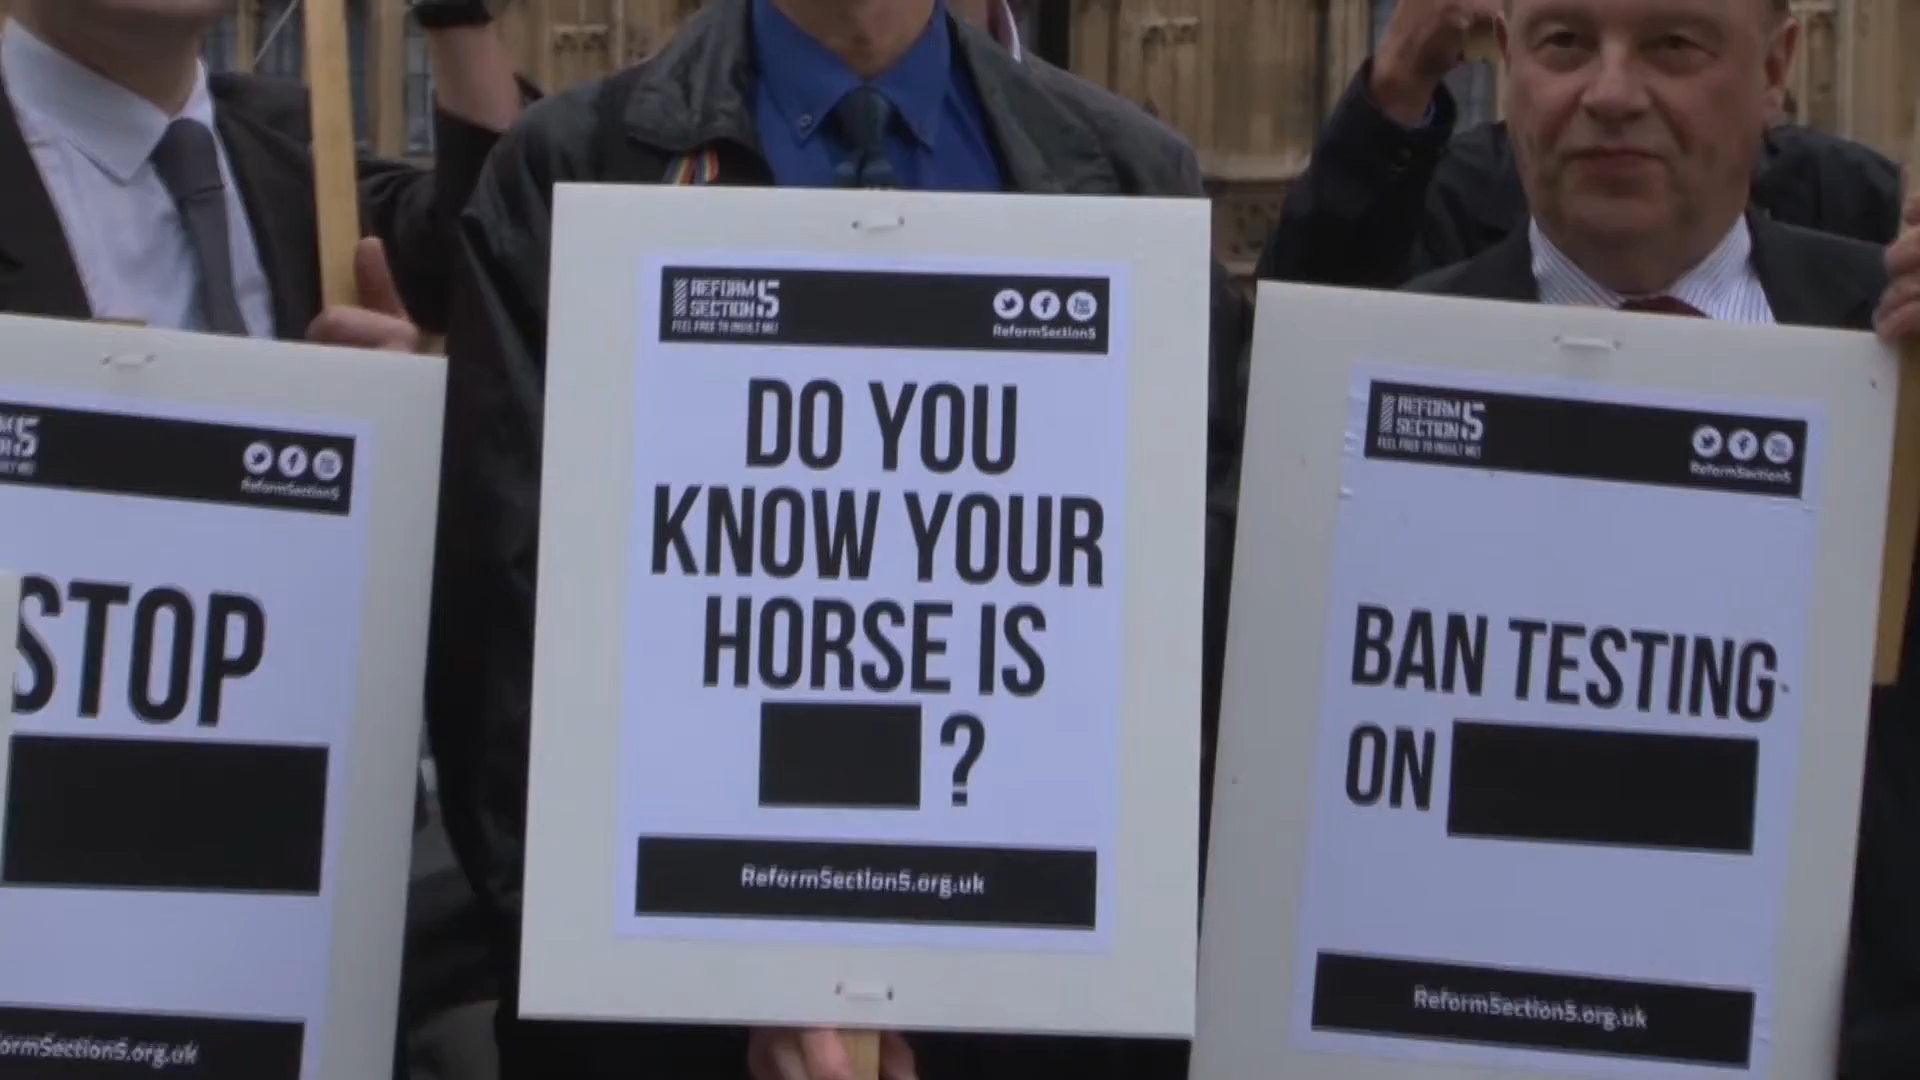 ReformSection5
STOP
ormSection5.org.uk
REFORM
SECTION 5
FEEL FREE TO INSULT ME!
ReformSection5
DO YOU
KNOW YOUR
HORSE IS
?
ReformSection5.org.uk
REFORM
SECTION 5
FEEL FREE TO INSULT ME!
ReformSection5
BAN TESTING
ON
ReformSection5.org.uk